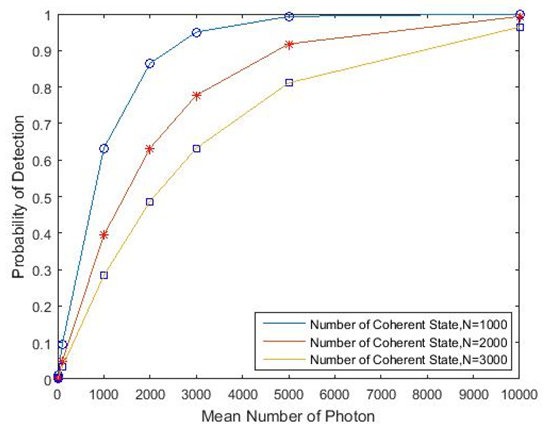 1
0.9
0.8
0.7
0.6
0.5
0.4
0.3
0.2
0.1
0
Probability of Detection
Number of Coherent State,N=1000
Number of Coherent State,N=2000
Number of Coherent State,N=3000
0 1000 2000 3000 4000 5000 6000 7000 8000 9000 10000
Mean Number of Photon